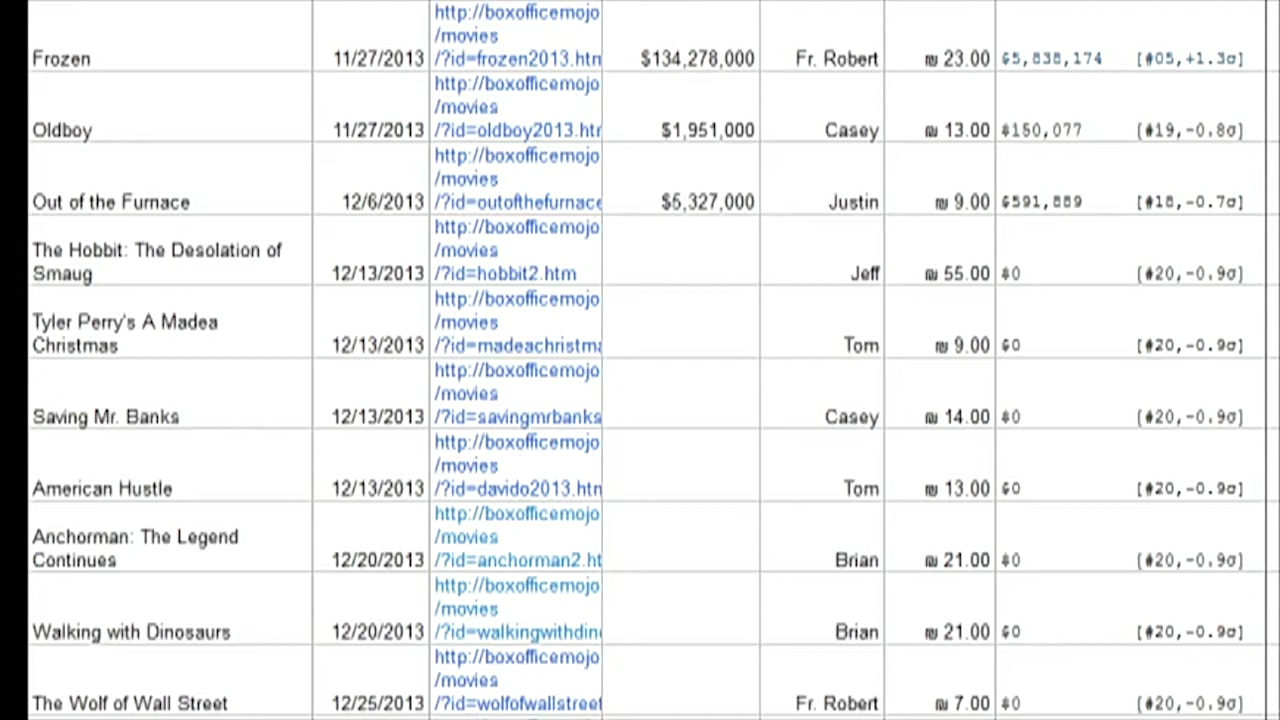 http://boxofficemojo
/movies
Frozen 11/27/2013 /?id=frozen2013.htn $134,278,000 Fr. Robert ₪ 23.00 $5,838,174 [#05,+1.3σ]
http://boxofficemojo
/movies
Oldboy 11/27/2013 /?id=oldboy2013.htr $1,951,000 Casey ₪ 13.00 $150,077 [#19,-0.8σ]
http://boxofficemojo
/movies
Out of the Furnace 12/6/2013 /?id=outofthefurnace $5,327,000 Justin ₪ 9.00 $591,889 [#18,-0.7σ]
http://boxofficemojo
The Hobbit: The Desolation of /movies
Smaug 12/13/2013 /?id=hobbit2.htm Jeff ₪ 55.00 $0 [#20,-0.9σ]
http://boxofficemojo
Tyler Perry's A Madea /movies
Christmas 12/13/2013 /?id=madeachristma Tom ₪ 9.00 $0 [#20,-0.9σ]
http://boxofficemojo
/movies
Saving Mr. Banks 12/13/2013 /?id=savingmrbanks Casey ₪ 14.00 $0 [#20,-0.9σ]
http://boxofficemojo
/movies
American Hustle 12/13/2013 /?id=davido2013.htn Tom ₪ 13.00 $0 [#20,-0.9σ]
http://boxofficemojo
Anchorman: The Legend /movies
Continues 12/20/2013 /?id=anchorman2.ht Brian ₪ 21.00 $0 [#20,-0.9σ]
http://boxofficemojo
/movies
Walking with Dinosaurs 12/20/2013 /?id=walkingwithdin Brian ₪ 21.00 $0 [#20,-0.9σ]
http://boxofficemojo
/movies
The Wolf of Wall Street 12/25/2013 /?id=wolfofwallstreet Fr. Robert ₪ 7.00 $0 [#20,-0.9σ]